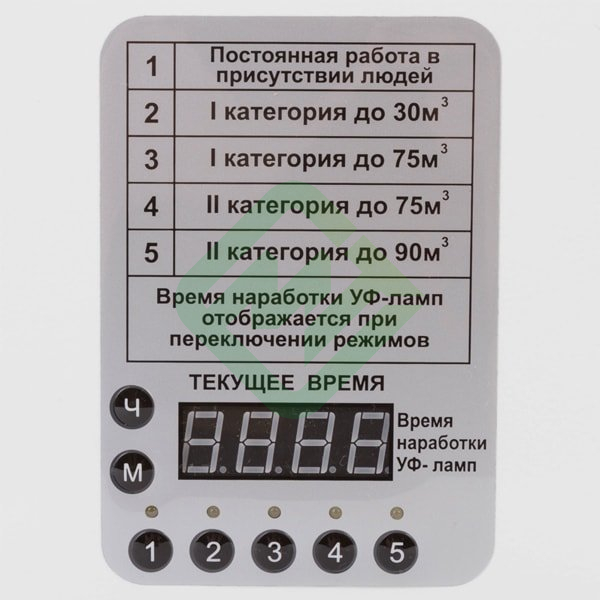 1 Постоянная работа в
присутствии людей
2 I категория до 30м³
3 I категория до 75м³
4 II категория до 75м³
5 II категория до 90м³
Время наработки УФ-ламп
отображается при
переключении режимов
ТЕКУЩЕЕ ВРЕМЯ
Ч
М
Время
наработки
УФ- ламп
1 2 3 4 5